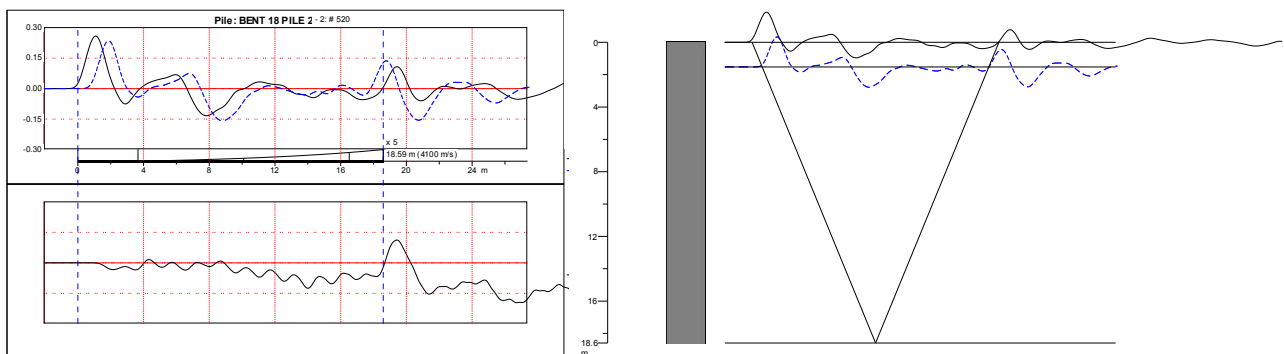 Pile: BENT 18 PILE 2 - 2: # 520
0.30
0.15
0.00
-0.15
-0.30
x 5
18.59 m (4100 m/s)
0 4 8 12 16 20 24 m
0
4
8
12
16
18.6
m